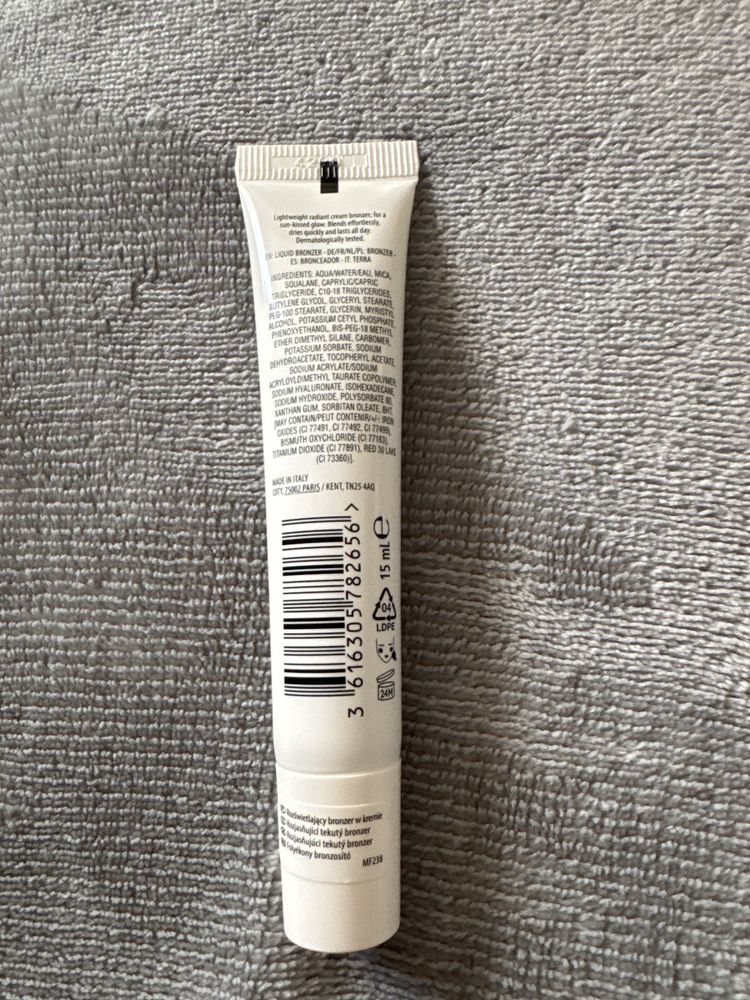 Lightweight radiant cream bronzer; for a
sun-kissed glow. Blends effortlessly,
dries quickly and lasts all day.
Dermatologically tested.
EN: LIQUID BRONZER - DE/FR/NL/PL: BRONZER -
ES: BRONCEADOR - IT: TERRA
INGREDIENTS: AQUA/WATER/EAU, MICA,
SQUALANE, CAPRYLIC/CAPRIC
TRIGLYCERIDE, C10-18 TRIGLYCERIDES,
BUTYLENE GLYCOL, GLYCERYL STEARATE,
PEG-100 STEARATE, GLYCERIN, MYRISTYL
ALCOHOL, POTASSIUM CETYL PHOSPHATE,
PHENOXYETHANOL, BIS-PEG-18 METHYL
ETHER DIMETHYL SILANE, CARBOMER,
POTASSIUM SORBATE, SODIUM
DEHYDROACETATE, TOCOPHERYL ACETATE,
SODIUM ACRYLATE/SODIUM
ACRYLOYLDIMETHYL TAURATE COPOLYMER,
SODIUM HYALURONATE, ISOHEXADECANE,
SODIUM HYDROXIDE, POLYSORBATE 80,
XANTHAN GUM, SORBITAN OLEATE, BHT,
[MAY CONTAIN/PEUT CONTENIR/+/-: IRON
OXIDES (CI 77491, CI 77492, CI 77499),
BISMUTH OXYCHLORIDE (CI 77163),
TITANIUM DIOXIDE (CI 77891), RED 30 LAKE
(CI 73360)].
MADE IN ITALY
COTY, 75002 PARIS / KENT, TN25 4AQ
3 616305 782656 >
15 mL e
04
LDPE
24M
Rozświetlający bronzer w kremie
Rozjasňující tekutý bronzer
Rozjasňujúci tekutý bronzer
Folyékony bronzosító
MF238